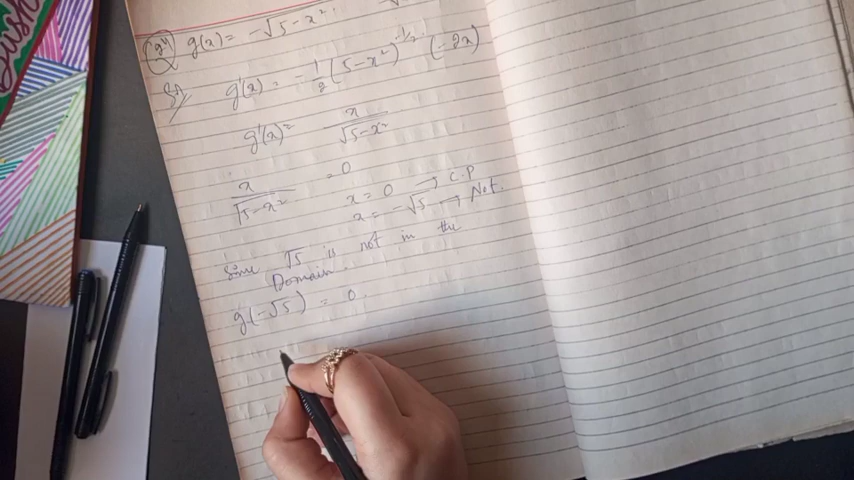 24) g(x) = -√5-x²
g'(x) = -1/2 (5-x²)^-1/2 (-2x)
g'(x) = x/√5-x²
x/√5-x² = 0
x = 0 → C.P
x = -√5 → Not.
Since √5 is not in the
Domain.
g(-√5) = 0.